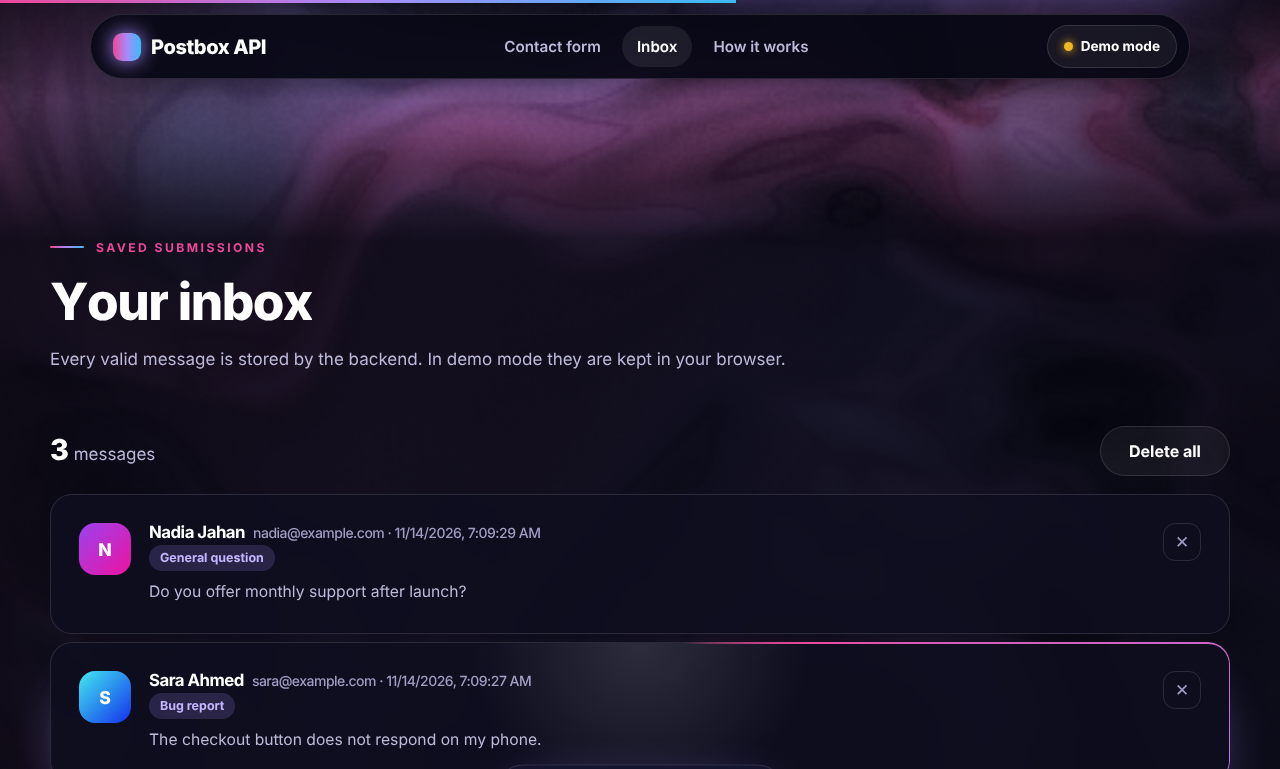 Postbox API
Contact form
Inbox
How it works
Demo mode
SAVED SUBMISSIONS
Your inbox
Every valid message is stored by the backend. In demo mode they are kept in your browser.
3 messages
Delete all
N
Nadia Jahan nadia@example.com · 11/14/2026, 7:09:29 AM
General question
Do you offer monthly support after launch?
S
Sara Ahmed sara@example.com · 11/14/2026, 7:09:27 AM
Bug report
The checkout button does not respond on my phone.